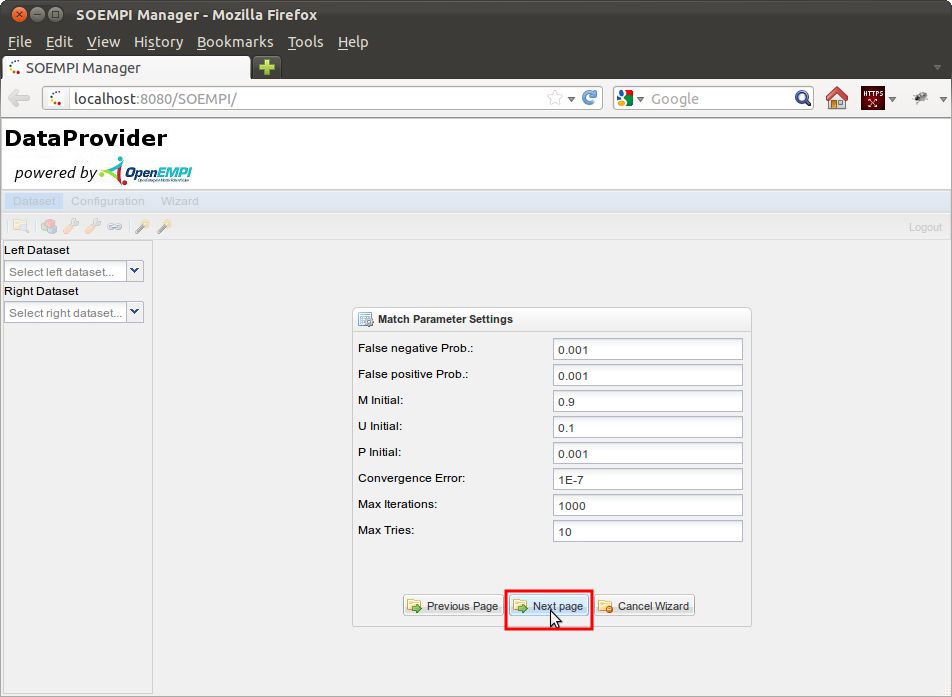 SOEMPI Manager - Mozilla Firefox
File Edit View History Bookmarks Tools Help
SOEMPI Manager
localhost:8080/SOEMPI/ Google HTTPS
DataProvider
powered by OpenEMPI
Dataset Configuration Wizard
Logout
Left Dataset
Select left dataset...
Right Dataset
Select right dataset...
Match Parameter Settings
False negative Prob.: 0.001
False positive Prob.: 0.001
M Initial: 0.9
U Initial: 0.1
P Initial: 0.001
Convergence Error: 1E-7
Max Iterations: 1000
Max Tries: 10
Previous Page Next page Cancel Wizard